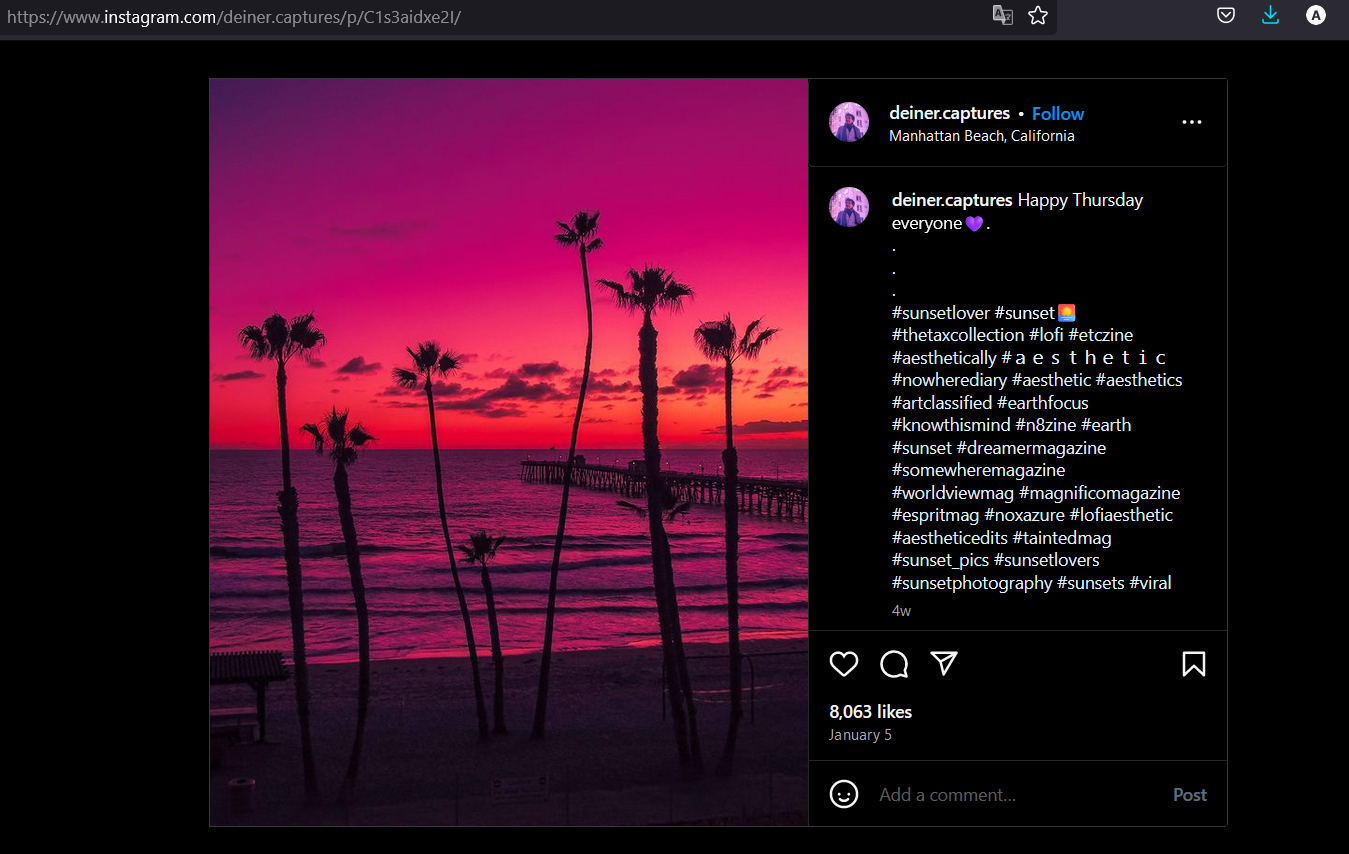 https://www.instagram.com/deiner.captures/p/C1s3aidxe2I/
A
deiner.captures • Follow
Manhattan Beach, California
deiner.captures Happy Thursday
everyone💜.
.
.
.
#sunsetlover #sunset🌅
#thetaxcollection #lofi #etczine
#aesthetically #ａｅｓｔｈｅｔｉｃ
#nowherediary #aesthetic #aesthetics
#artclassified #earthfocus
#knowthismind #n8zine #earth
#sunset #dreamermagazine
#somewheremagazine
#worldviewmag #magnificomagazine
#espritmag #noxazure #lofiaesthetic
#aestheticedits #taintedmag
#sunset_pics #sunsetlovers
#sunsetphotography #sunsets #viral
4w
8,063 likes
January 5
Add a comment...
Post